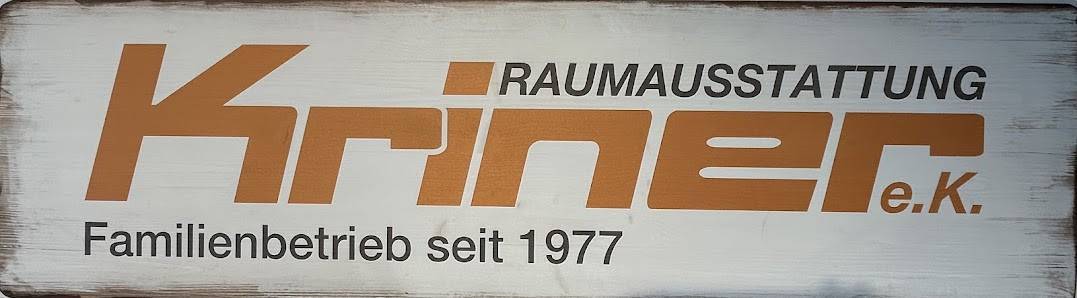 RAUMAUSSTATTUNG
Kriner e.K.
Familienbetrieb seit 1977